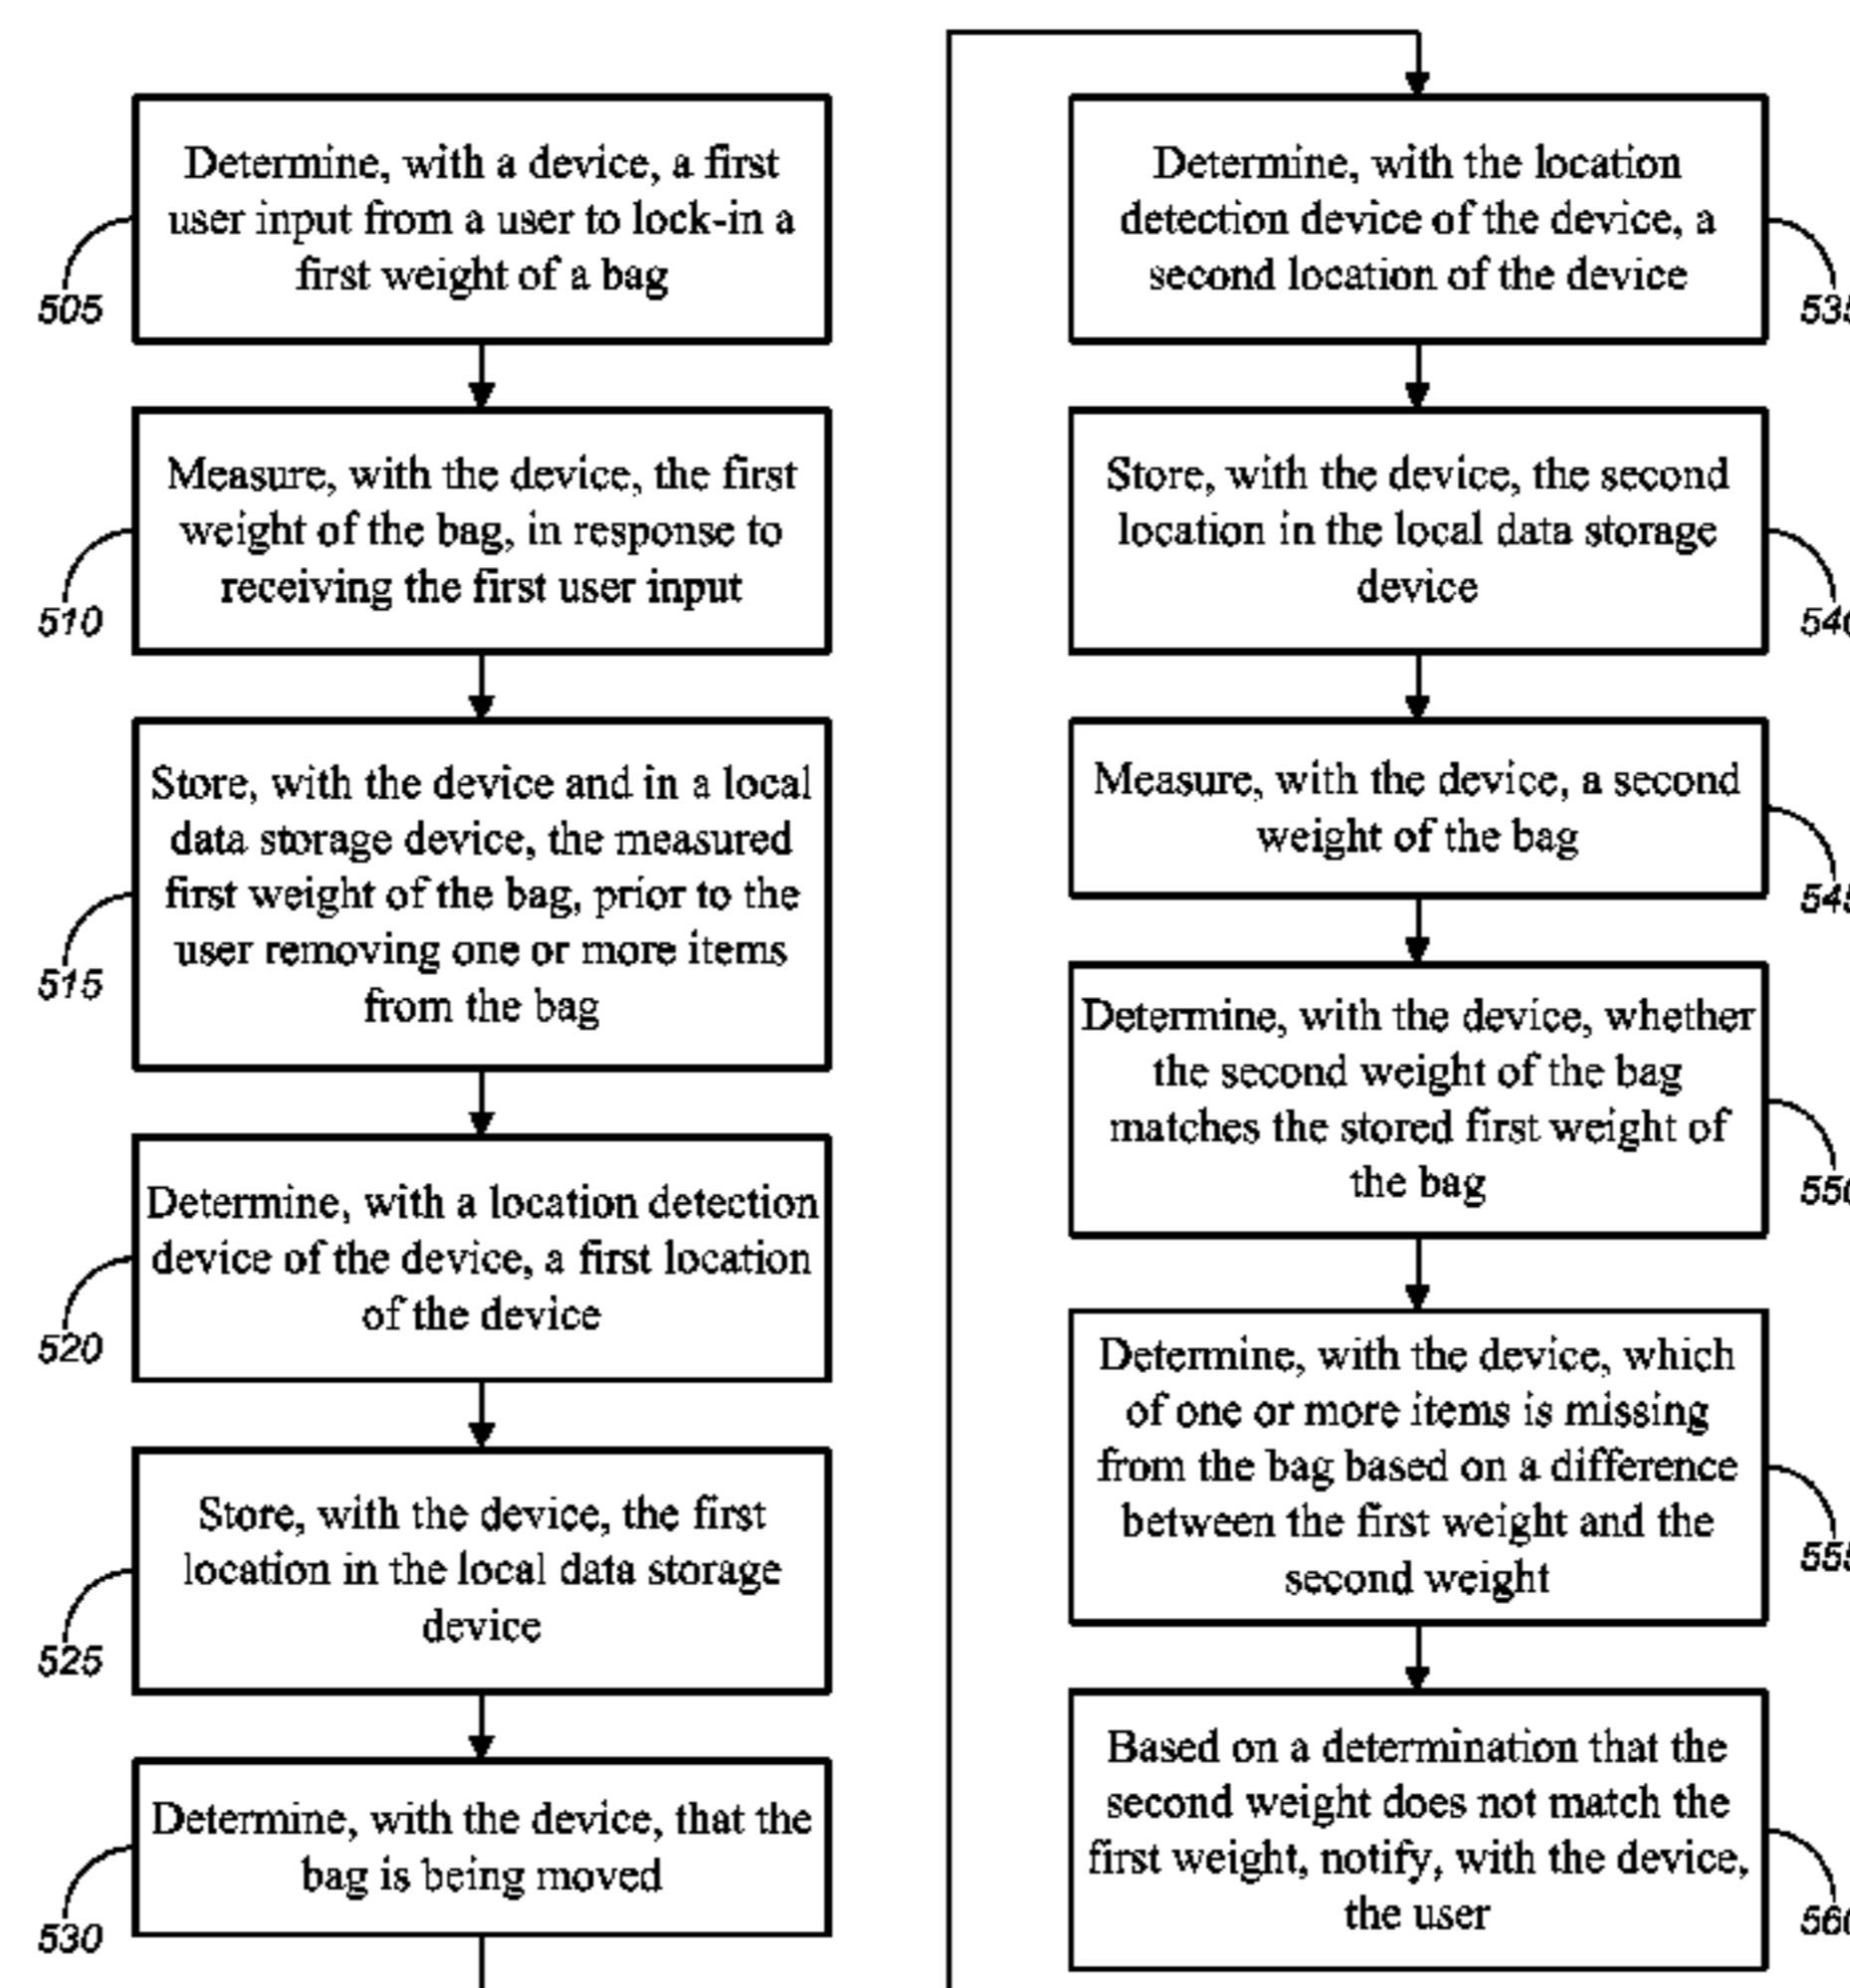 Determine, with a device, a first
user input from a user to lock-in a
first weight of a bag
505
Measure, with the device, the first
weight of the bag, in response to
receiving the first user input
510
Store, with the device and in a local
data storage device, the measured
first weight of the bag, prior to the
user removing one or more items
from the bag
515
Determine, with a location detection
device of the device, a first location
of the device
520
Store, with the device, the first
location in the local data storage
device
525
Determine, with the device, that the
bag is being moved
530
Determine, with the location
detection device of the device, a
second location of the device
535
Store, with the device, the second
location in the local data storage
device
540
Measure, with the device, a second
weight of the bag
545
Determine, with the device, whether
the second weight of the bag
matches the stored first weight of
the bag
550
Determine, with the device, which
of one or more items is missing
from the bag based on a difference
between the first weight and the
second weight
555
Based on a determination that the
second weight does not match the
first weight, notify, with the device,
the user
560